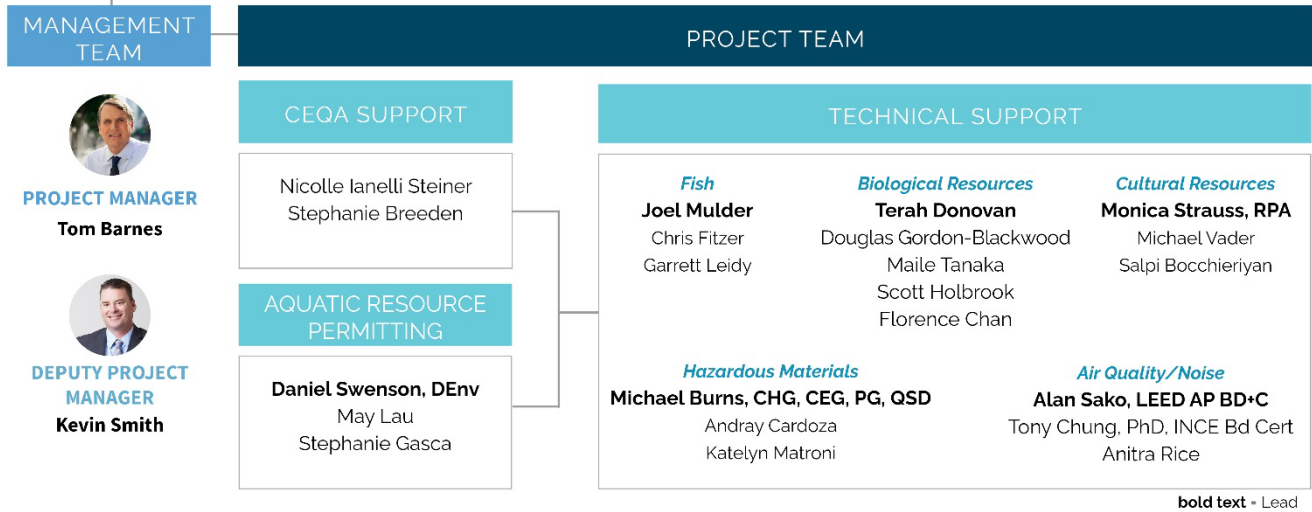 MANAGEMENT
TEAM
PROJECT MANAGER
Tom Barnes
DEPUTY PROJECT
MANAGER
Kevin Smith
PROJECT TEAM
CEQA SUPPORT
Nicolle Ianelli Steiner
Stephanie Breeden
AQUATIC RESOURCE
PERMITTING
Daniel Swenson, DEnv
May Lau
Stephanie Gasca
TECHNICAL SUPPORT
Fish
Joel Mulder
Chris Fitzer
Garrett Leidy
Biological Resources
Terah Donovan
Douglas Gordon-Blackwood
Maile Tanaka
Scott Holbrook
Florence Chan
Cultural Resources
Monica Strauss, RPA
Michael Vader
Salpi Bocchieriyan
Hazardous Materials
Michael Burns, CHG, CEG, PG, QSD
Andray Cardoza
Katelyn Matroni
Air Quality/Noise
Alan Sako, LEED AP BD+C
Tony Chung, PhD, INCE Bd Cert
Anitra Rice
bold text = Lead